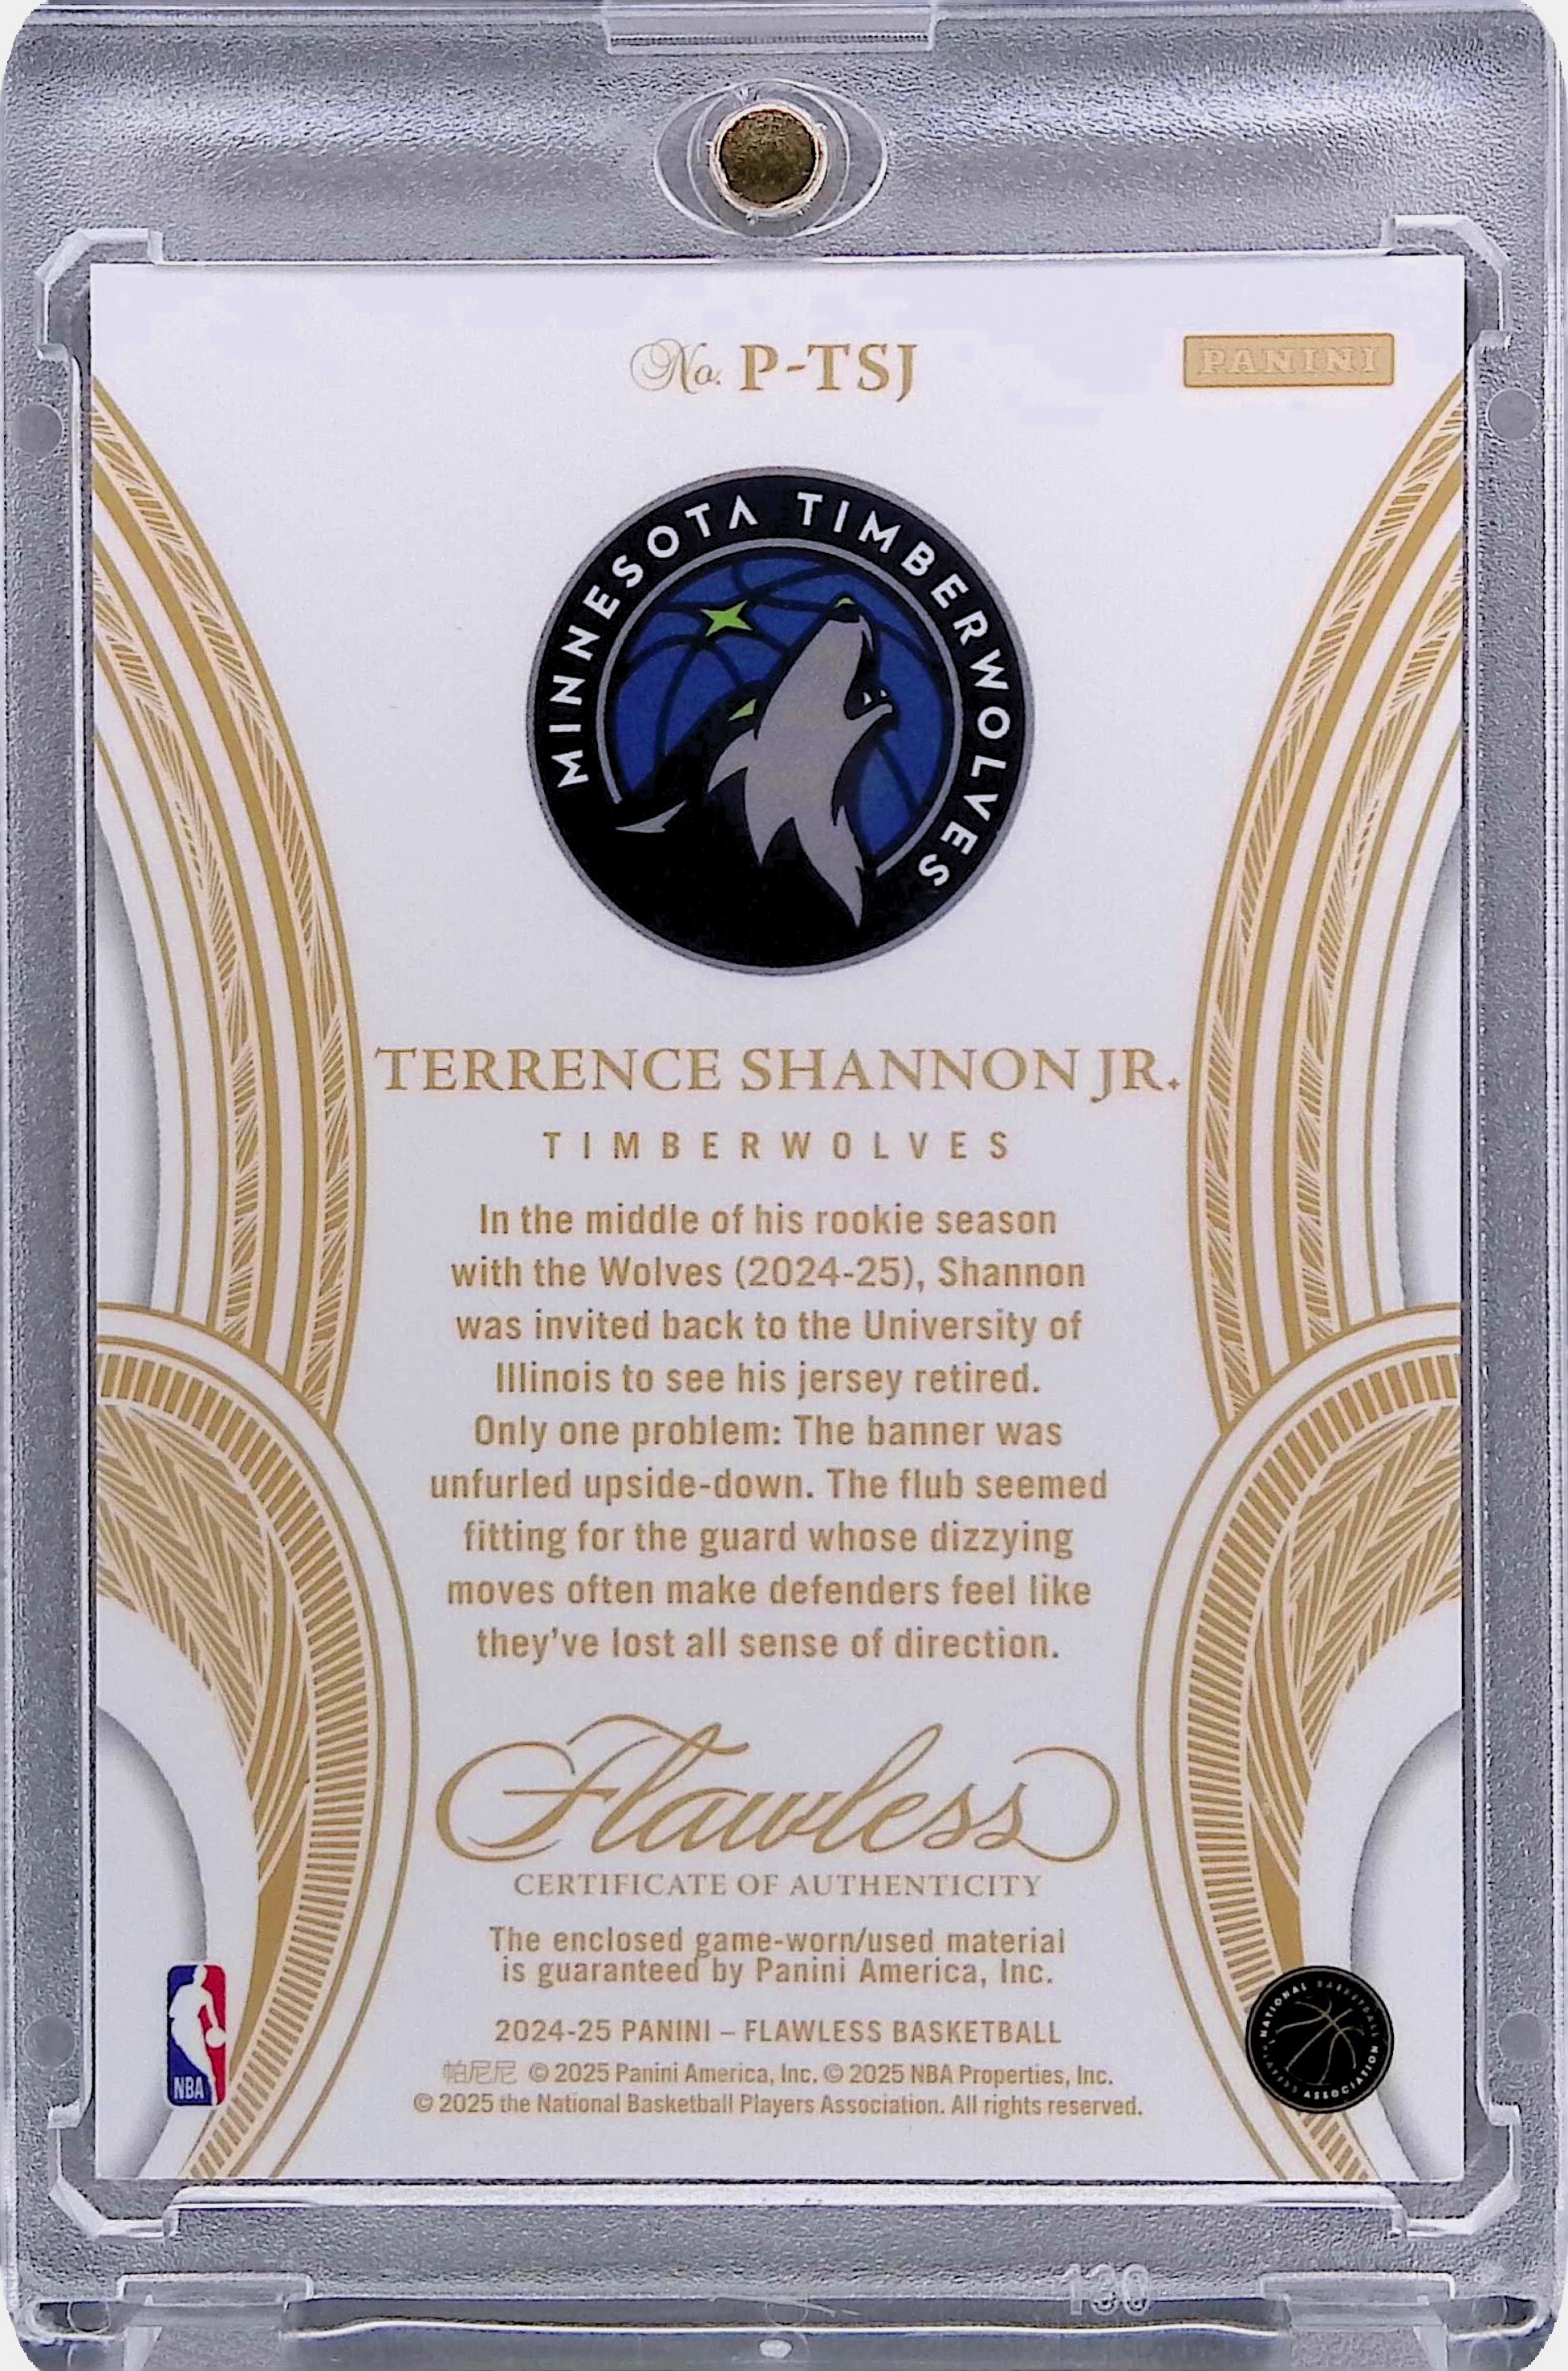 No. P-TSJ
PANINI
MINNESOTA TIMBERWOLVES
TERRENCE SHANNON JR.
TIMBERWOLVES
In the middle of his rookie season
with the Wolves (2024-25), Shannon
was invited back to the University of
Illinois to see his jersey retired.
Only one problem: The banner was
unfurled upside-down. The flub seemed
fitting for the guard whose dizzying
moves often make defenders feel like
they've lost all sense of direction.
Flawless
CERTIFICATE OF AUTHENTICITY
The enclosed game-worn/used material
is guaranteed by Panini America, Inc.
2024-25 PANINI – FLAWLESS BASKETBALL
帕尼尼 © 2025 Panini America, Inc. © 2025 NBA Properties, Inc.
© 2025 the National Basketball Players Association. All rights reserved.
NBA
NATIONAL BASKETBALL PLAYERS ASSOCIATION
130